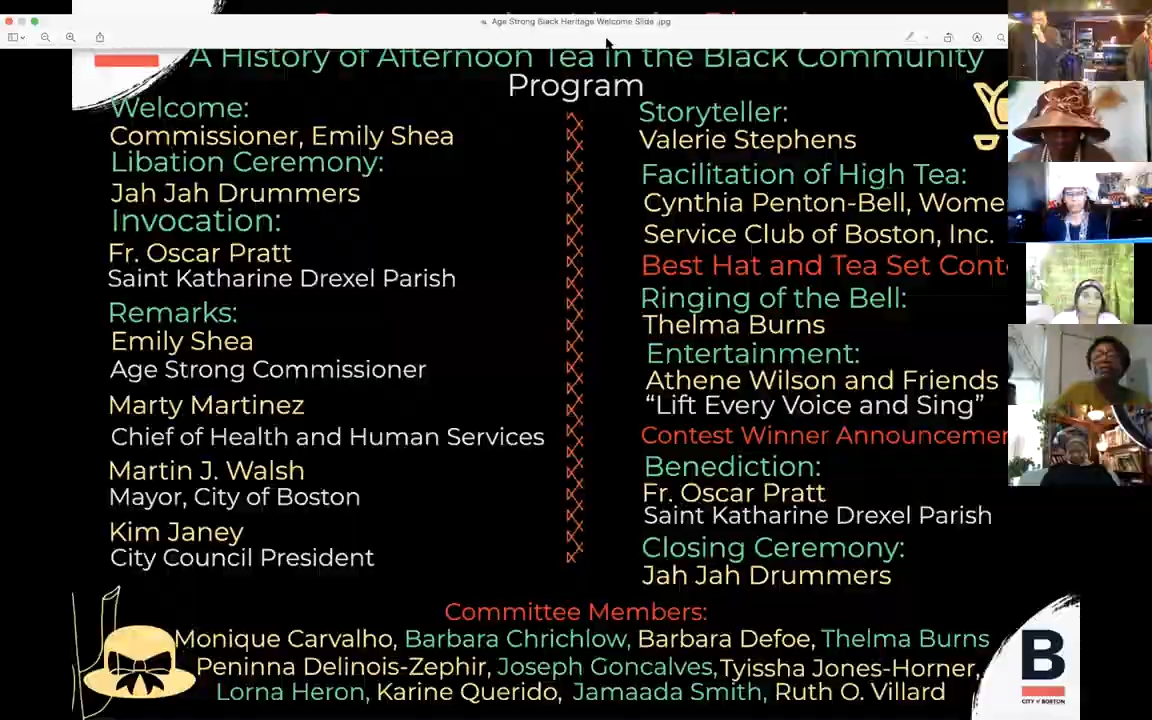 Age Strong Black Heritage Welcome Slide .jpg
A History of Afternoon Tea in the Black Community
Program
Welcome:
Commissioner, Emily Shea
Libation Ceremony:
Jah Jah Drummers
Invocation:
Fr. Oscar Pratt
Saint Katharine Drexel Parish
Remarks:
Emily Shea
Age Strong Commissioner
Marty Martinez
Chief of Health and Human Services
Martin J. Walsh
Mayor, City of Boston
Kim Janey
City Council President
Storyteller:
Valerie Stephens
Facilitation of High Tea:
Cynthia Penton-Bell, Wome
Service Club of Boston, Inc.
Best Hat and Tea Set Cont
Ringing of the Bell:
Thelma Burns
Entertainment:
Athene Wilson and Friends
“Lift Every Voice and Sing”
Contest Winner Announcemen
Benediction:
Fr. Oscar Pratt
Saint Katharine Drexel Parish
Closing Ceremony:
Jah Jah Drummers
Committee Members:
Monique Carvalho, Barbara Chrichlow, Barbara Defoe, Thelma Burns
Peninna Delinois-Zephir, Joseph Goncalves, Tyissha Jones-Horner,
Lorna Heron, Karine Querido, Jamaada Smith, Ruth O. Villard
B
CITY of BOSTON